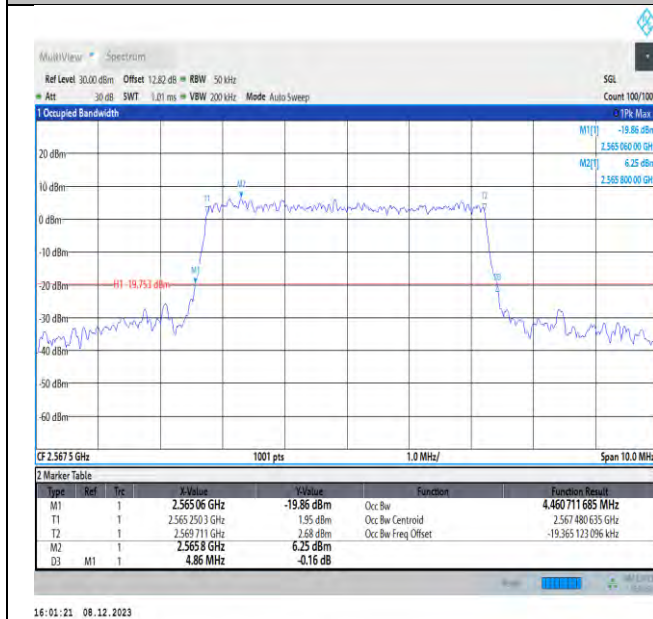 MultiView Spectrum
Ref Level 30.00 dBm Offset 12.82 dB RBW 50 kHz SGL
Att 30 dB SWT 1.01 ms VBW 200 kHz Mode Auto Sweep Count 100/100
1 Occupied Bandwidth 1Pk Max
M1[1] -19.86 dBm
2.565 060 00 GHz
M2[1] 6.25 dBm
2.565 800 00 GHz
20 dBm
10 dBm
M2
T1 T2
0 dBm
-10 dBm
M1
D3
-20 dBm H1 -19.753 dBm
-30 dBm
-40 dBm
-50 dBm
-60 dBm
CF 2.567 5 GHz 1001 pts 1.0 MHz/ Span 10.0 MHz
2 Marker Table
Type Ref Trc X-Value Y-Value Function Function Result
M1 1 2.565 06 GHz -19.86 dBm Occ Bw 4.460 711 685 MHz
T1 1 2.565 250 3 GHz 1.95 dBm Occ Bw Centroid 2.567 480 635 GHz
T2 1 2.569 711 GHz 2.68 dBm Occ Bw Freq Offset -19.365 123 096 kHz
M2 1 2.565 8 GHz 6.25 dBm
D3 M1 1 4.86 MHz -0.16 dB
16:01:21 08.12.2023